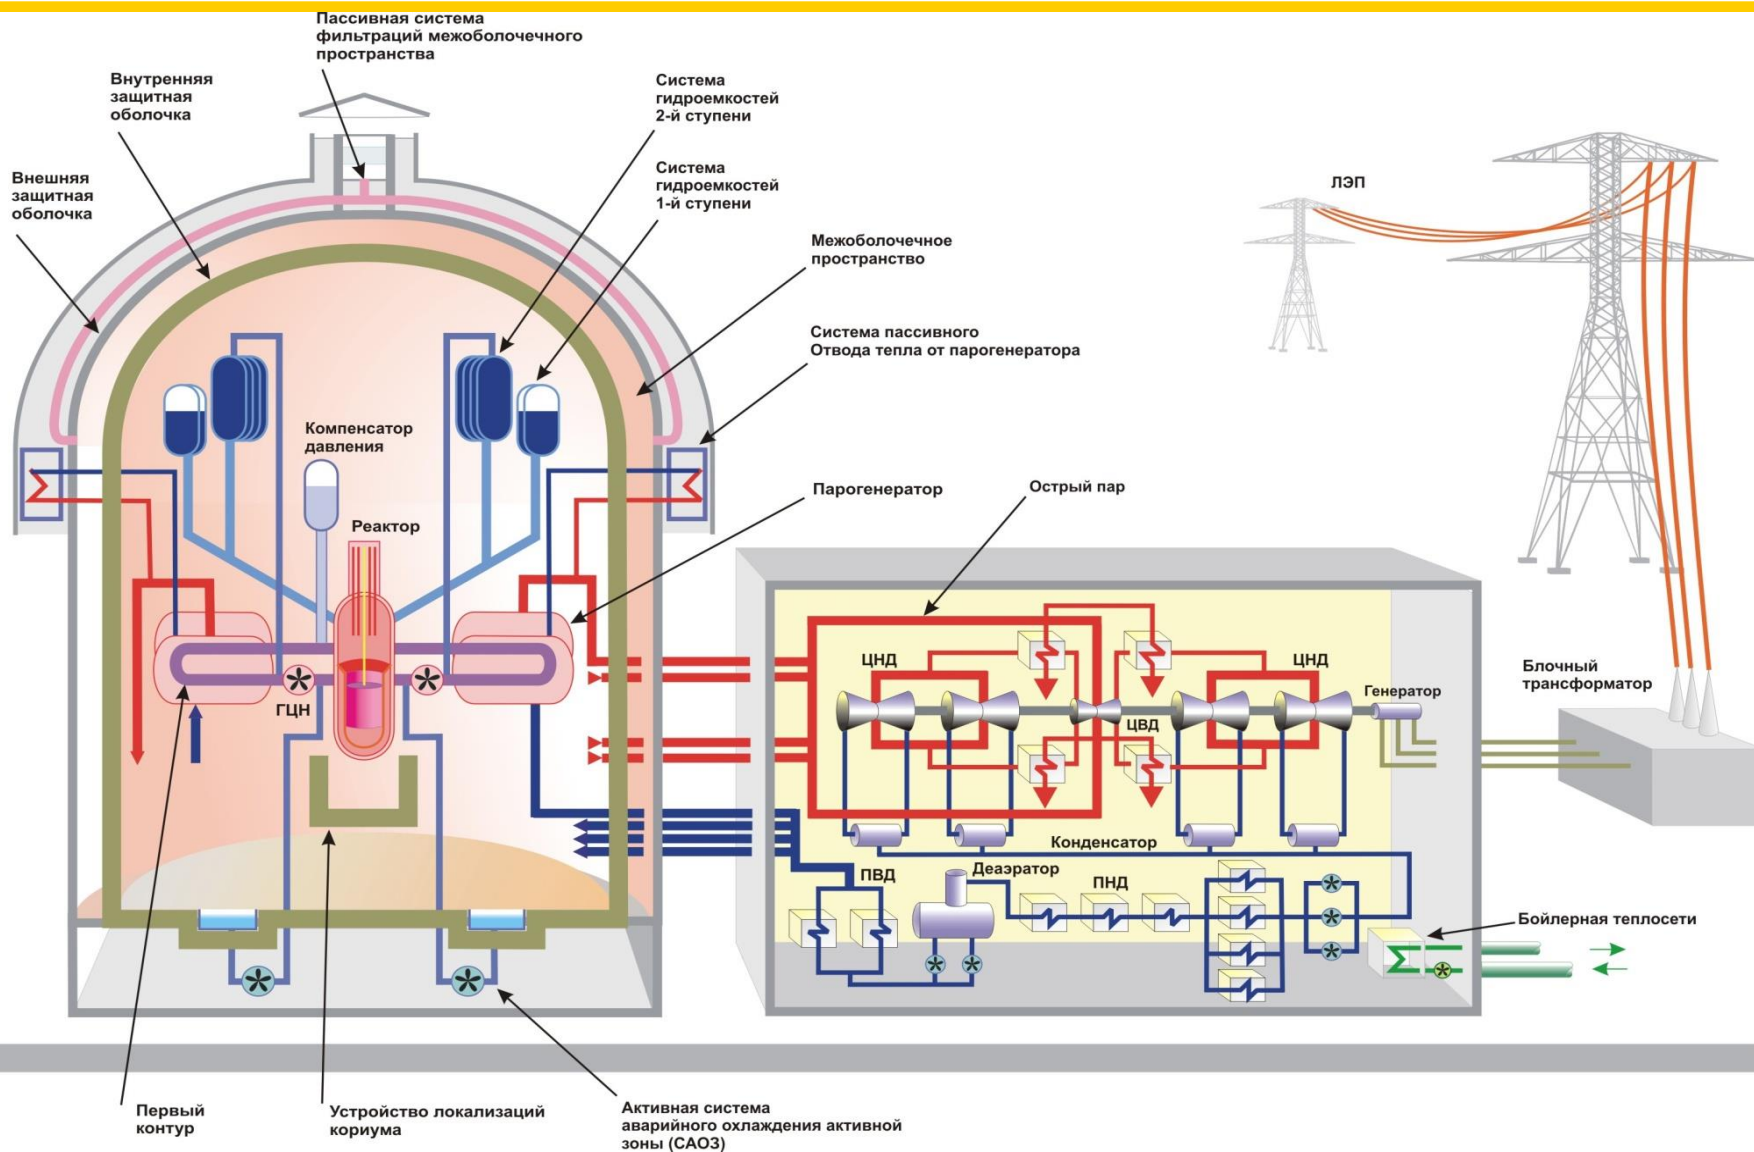 Пассивная система
фильтраций межоболочечного
пространства
Внутренняя
защитная
оболочка
Система
гидроемкостей
2-й ступени
Внешняя
защитная
оболочка
Система
гидроемкостей
1-й ступени
ЛЭП
Межоболочечное
пространство
Система пассивного
Отвода тепла от парогенератора
Компенсатор
давления
Парогенератор
Острый пар
Реактор
ЦНД
ЦНД
Блочный
трансформатор
Генератор
ГЦН
ЦВД
Конденсатор
ПВД
Деаэратор
ПНД
Бойлерная теплосети
Первый
контур
Устройство локализаций
кориума
Активная система
аварийного охлаждения активной
зоны (САОЗ)